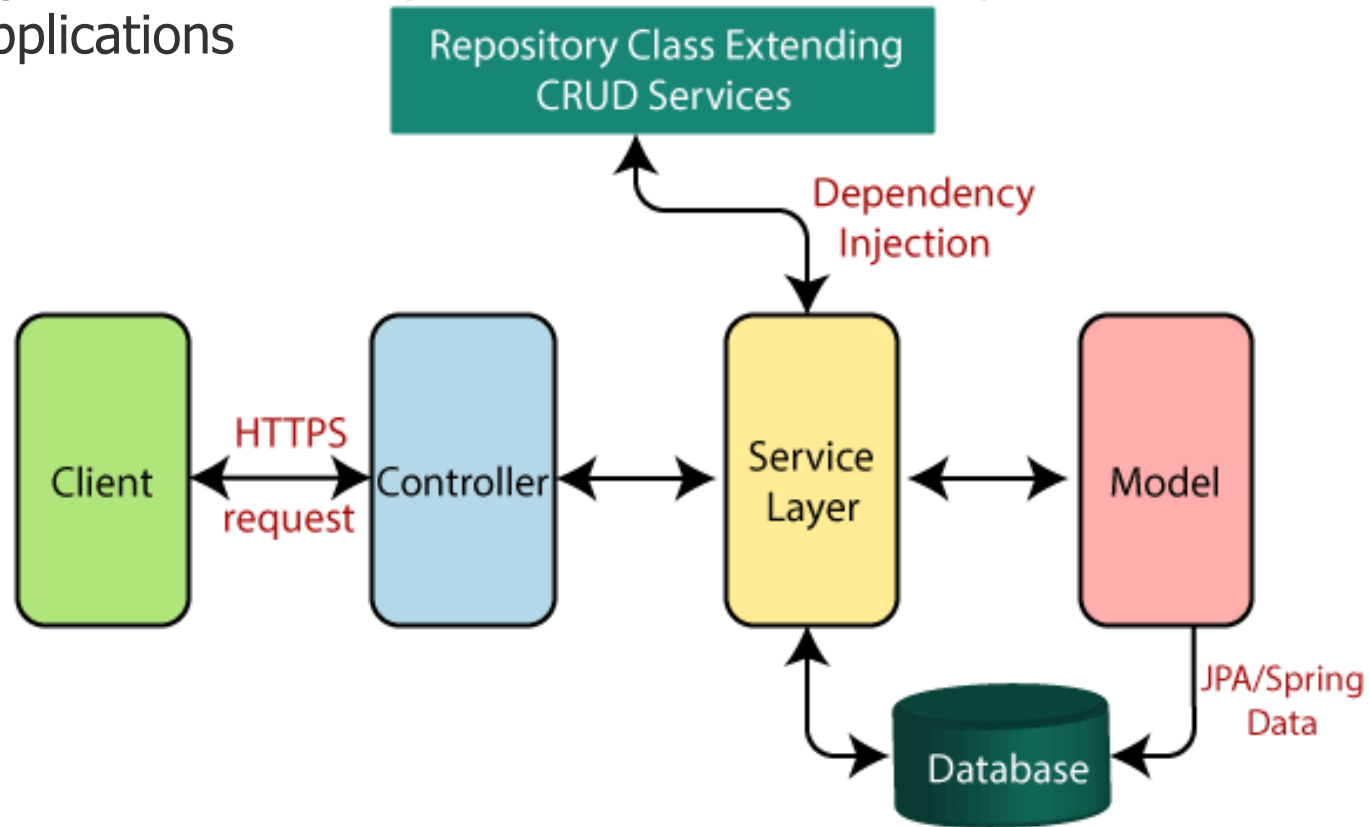 pplications
Repository Class Extending
CRUD Services
Dependency
Injection
Client
HTTPS
request
Controller
Service
Layer
Model
JPA/Spring
Data
Database